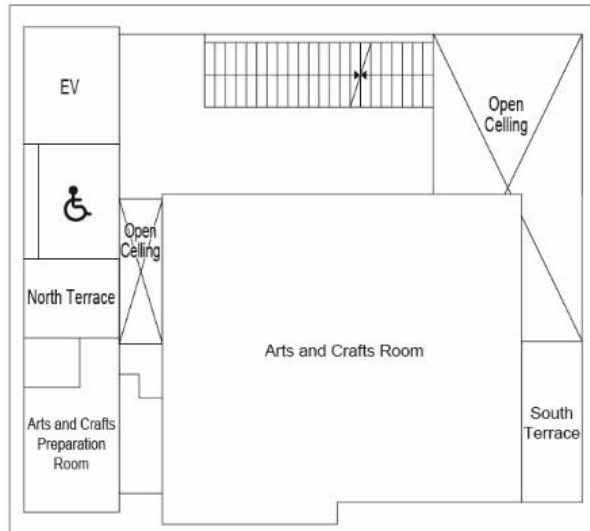 EV
Open
Celling
Open
Celling
North Terrace
Arts and Crafts Room
Arts and Crafts
Preparation
Room
South
Terrace